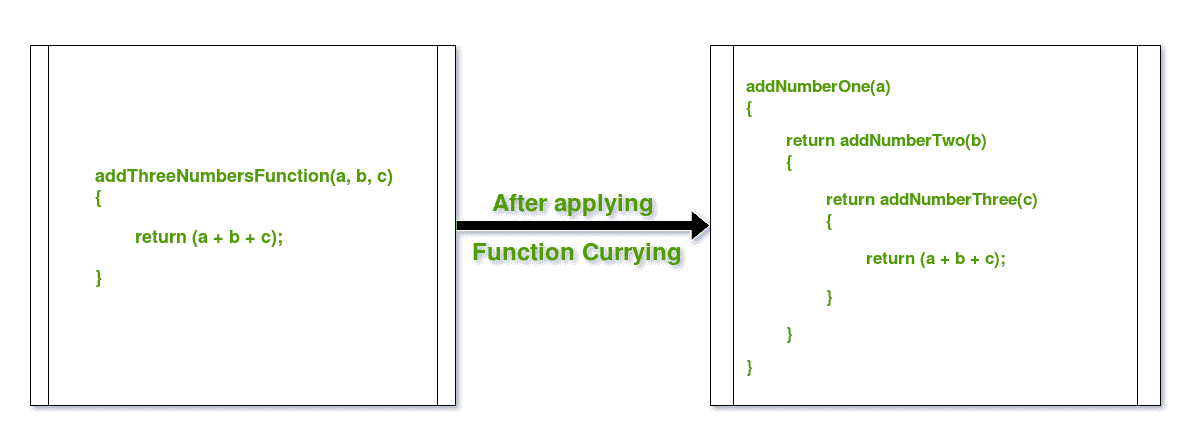 addThreeNumbersFunction(a, b, c)
{
return (a + b + c);
}
After applying
Function Currying
addNumberOne(a)
{
return addNumberTwo(b)
{
return addNumberThree(c)
{
return (a + b + c);
}
}
}